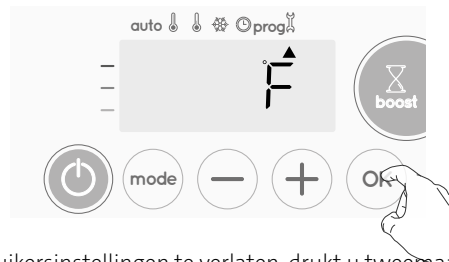 auto prog
°F
boost
mode − + OK
uikersinstellingen te verlaten, drukt u tweemaa